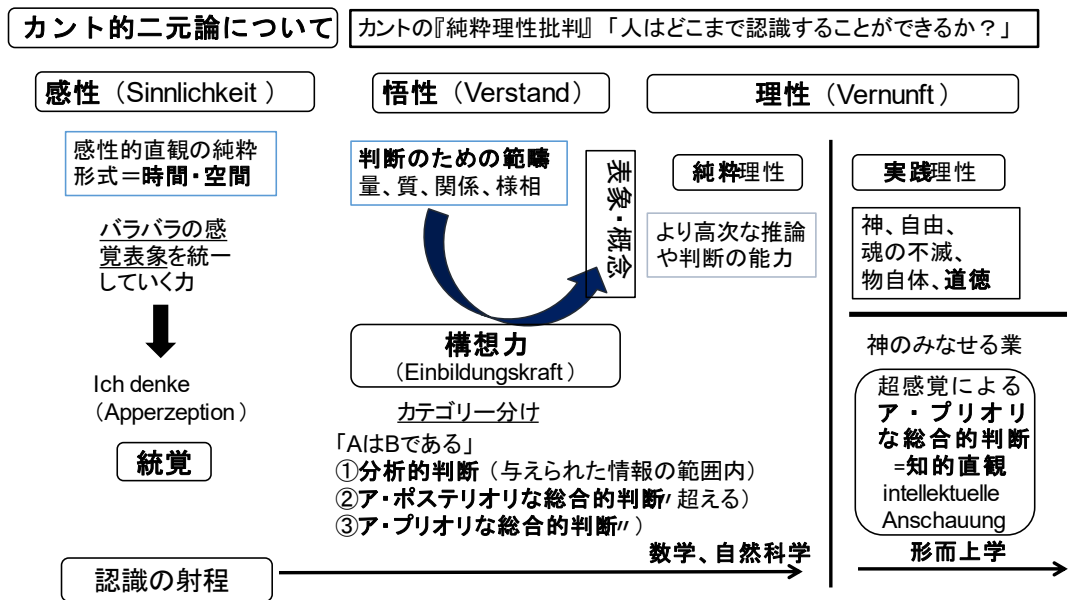 カント的二元論について
カントの『純粋理性批判』「人はどこまで認識することができるか？」
感性（Sinnlichkeit ）
悟性（Verstand）
理性（Vernunft）
感性的直観の純粋
形式＝時間・空間
バラバラの感
覚表象を統一
していく力
Ich denke
（Apperzeption）
統覚
判断のための範疇
量、質、関係、様相
表象・概念
構想力
（Einbildungskraft）
カテゴリー分け
「AはBである」
①分析的判断（与えられた情報の範囲内）
②ア・ポステリオリな総合的判断〃超える）
③ア・プリオリな総合的判断〃）
純粋理性
より高次な推論
や判断の能力
実践理性
神、自由、
魂の不滅、
物自体、道徳
神のみなせる業
超感覚による
ア・プリオリ
な総合的判断
=知的直観
intellektuelle
Anschauung
認識の射程
数学、自然科学
形而上学